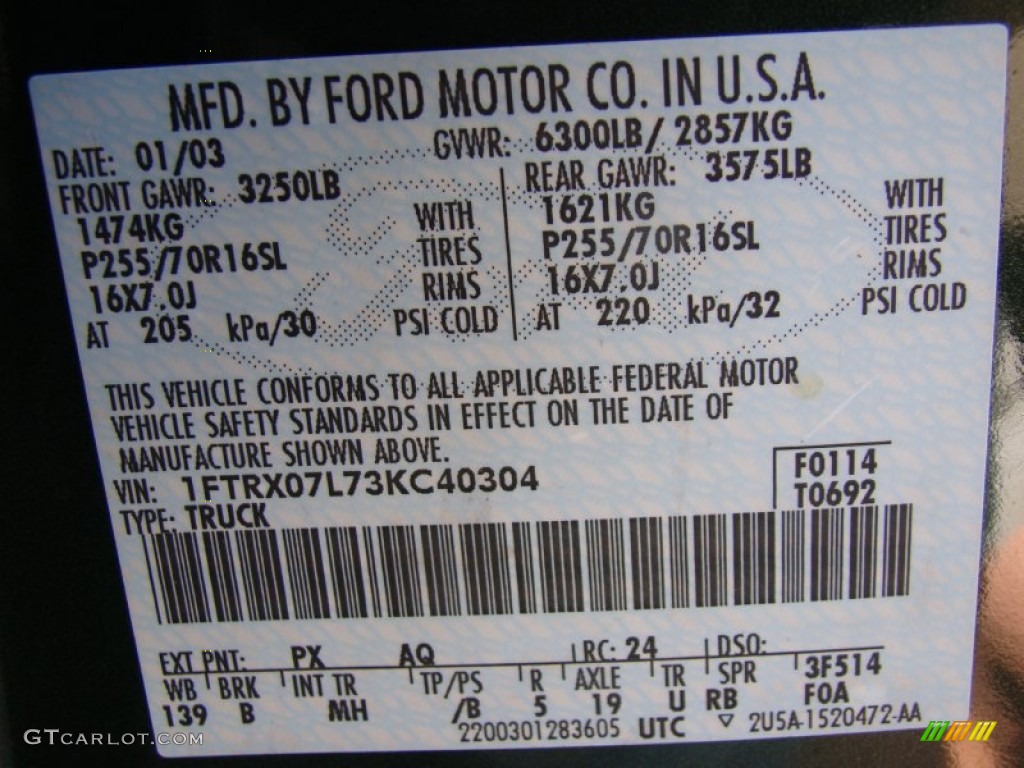 MFD. BY FORD MOTOR CO. IN U.S.A.
DATE: 01/03 GVWR: 6300LB/ 2857KG
FRONT GAWR: 3250LB REAR GAWR: 3575LB
1474KG WITH 1621KG WITH
P255/70R16SL TIRES P255/70R16SL TIRES
16X7.0J RIMS 16X7.0J RIMS
AT 205 kPa/30 PSI COLD AT 220 kPa/32 PSI COLD
THIS VEHICLE CONFORMS TO ALL APPLICABLE FEDERAL MOTOR
VEHICLE SAFETY STANDARDS IN EFFECT ON THE DATE OF
MANUFACTURE SHOWN ABOVE.
VIN: 1FTRX07L73KC40304 F0114
TYPE: TRUCK T0692
EXT PNT: PX AQ RC: 24 DSO:
WB BRK INT TR TP/PS R AXLE TR SPR 3F514
139 B MH /B 5 19 U RB F0A
2200301283605 UTC ▽ 2U5A-1520472-AA
GTCARLOT.COM